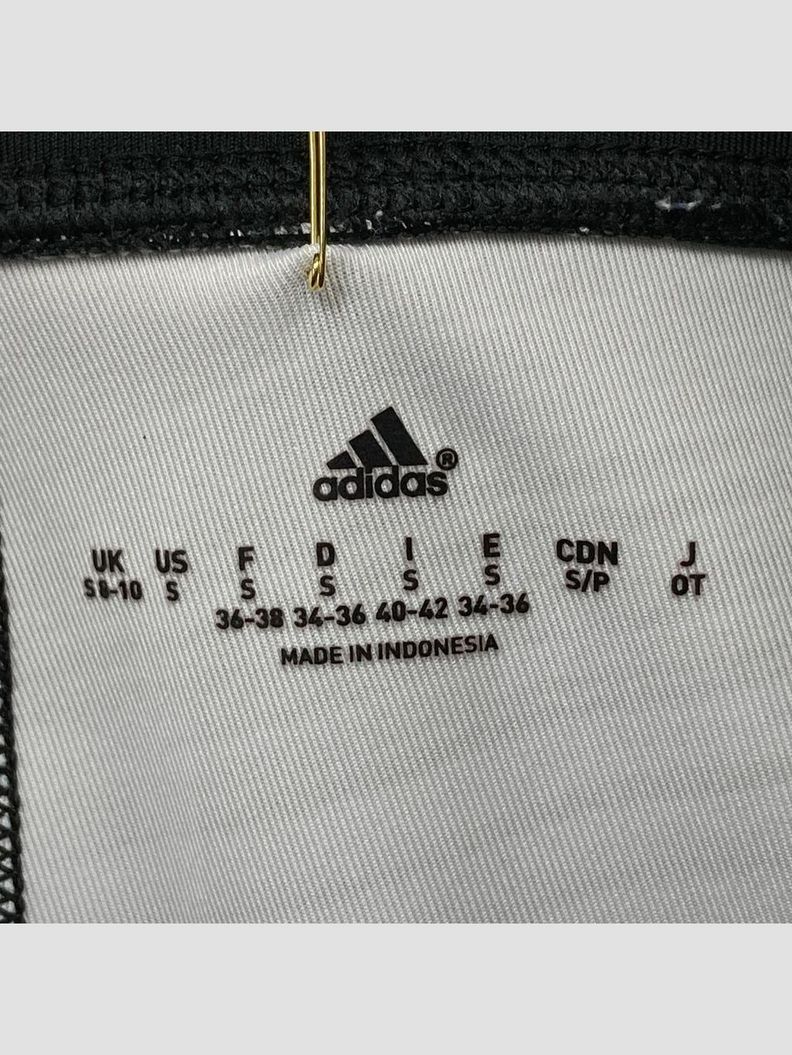 adidas®
UK US F D I E CDN J
S 8-10 S S S S S S/P OT
36-38 34-36 40-42 34-36
MADE IN INDONESIA